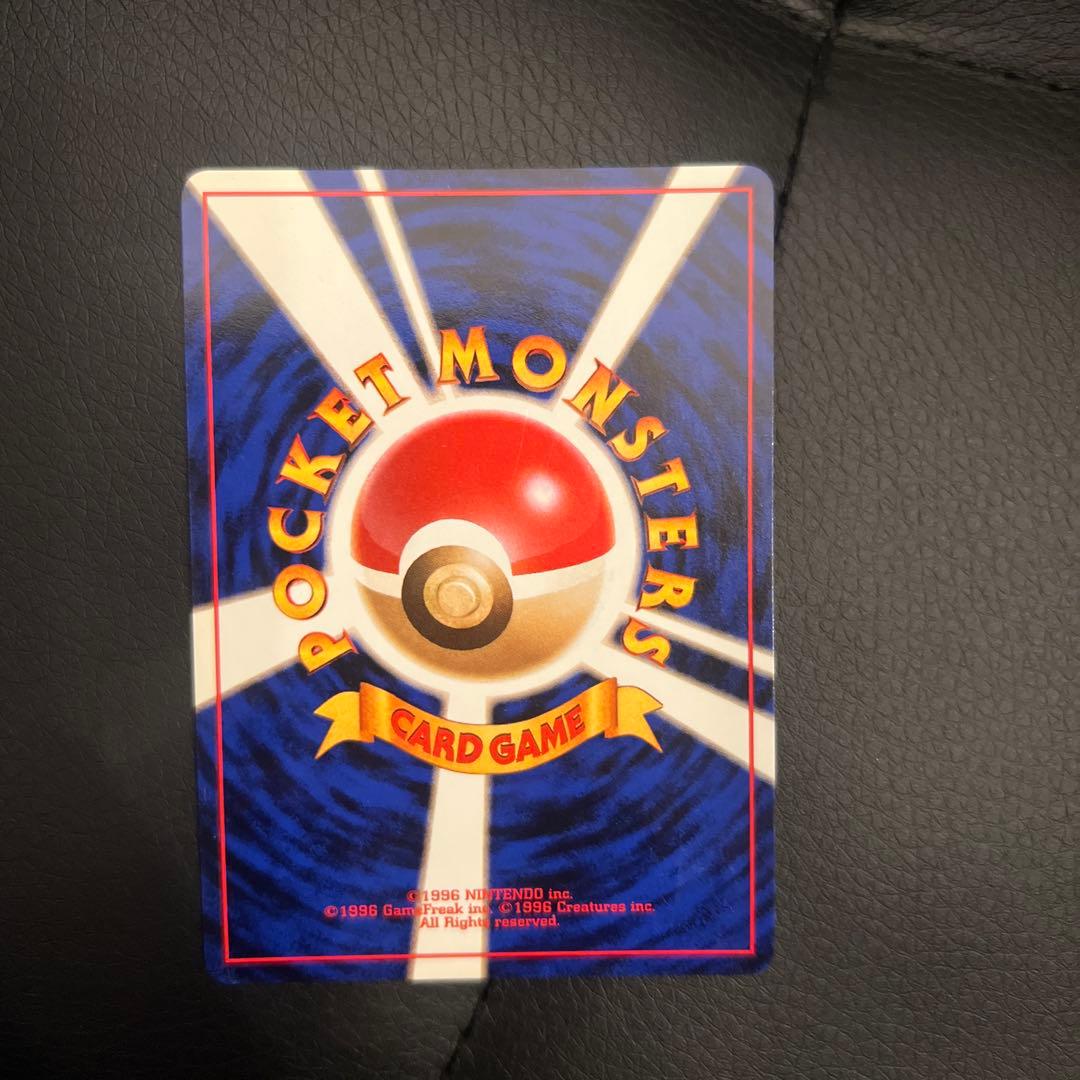 POCKET MONSTERS
CARD GAME
©1996 NINTENDO inc.
©1996 GameFreak inc. ©1996 Creatures inc.
All Rights reserved.